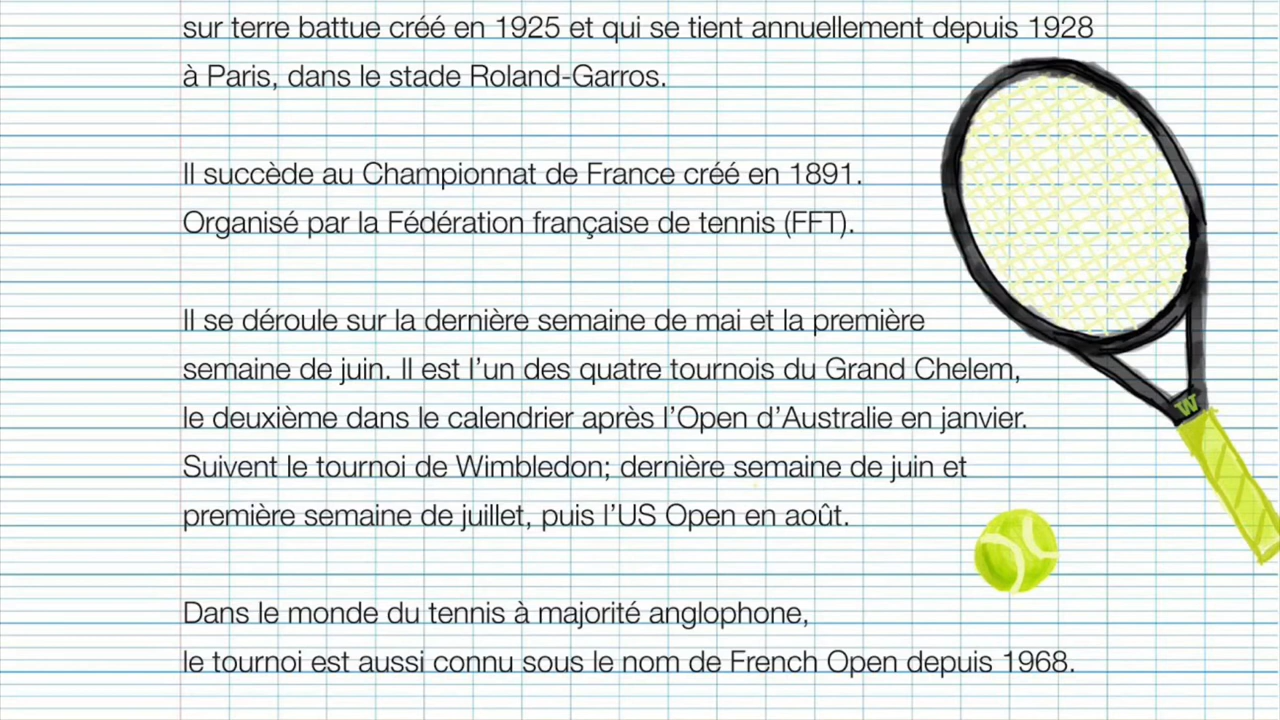 sur terre battue créé en 1925 et qui se tient annuellement depuis 1928
à Paris, dans le stade Roland-Garros.
Il succède au Championnat de France créé en 1891.
Organisé par la Fédération française de tennis (FFT).
Il se déroule sur la dernière semaine de mai et la première
semaine de juin. Il est l’un des quatre tournois du Grand Chelem,
le deuxième dans le calendrier après l’Open d’Australie en janvier.
Suivent le tournoi de Wimbledon; dernière semaine de juin et
première semaine de juillet, puis l’US Open en août.
Dans le monde du tennis à majorité anglophone,
le tournoi est aussi connu sous le nom de French Open depuis 1968.
W